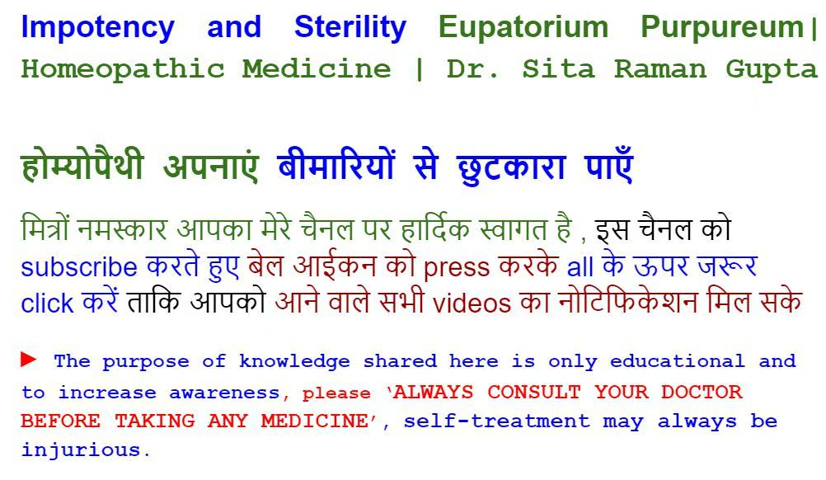 Impotency and Sterility Eupatorium Purpureum|
Homeopathic Medicine | Dr. Sita Raman Gupta
होम्योपैथी अपनाएं बीमारियों से छुटकारा पाएँ
मित्रों नमस्कार आपका मेरे चैनल पर हार्दिक स्वागत है , इस चैनल को
subscribe करते हुए बेल आईकन को press करके all के ऊपर जरूर
click करें ताकि आपको आने वाले सभी videos का नोटिफिकेशन मिल सके
► The purpose of knowledge shared here is only educational and
to increase awareness, please ‘ALWAYS CONSULT YOUR DOCTOR
BEFORE TAKING ANY MEDICINE’, self-treatment may always be
injurious.